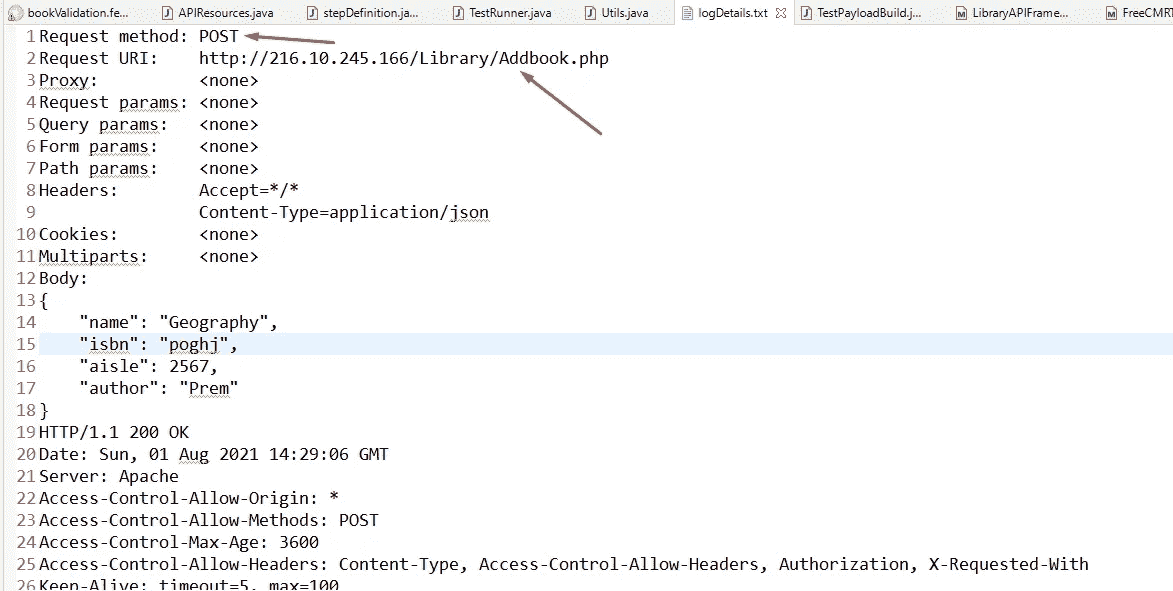 bookValidation.fe... APIResources.java stepDefinition.ja... TestRunner.java Utils.java logDetails.txt TestPayloadBuild.j... LibraryAPIFrame... FreeCMRT
1 Request method: POST
2 Request URI: http://216.10.245.166/Library/Addbook.php
3 Proxy: <none>
4 Request params: <none>
5 Query params: <none>
6 Form params: <none>
7 Path params: <none>
8 Headers: Accept=*/*
9 Content-Type=application/json
10 Cookies: <none>
11 Multiparts: <none>
12 Body:
13 {
14 "name": "Geography",
15 "isbn": "poghj",
16 "aisle": 2567,
17 "author": "Prem"
18 }
19 HTTP/1.1 200 OK
20 Date: Sun, 01 Aug 2021 14:29:06 GMT
21 Server: Apache
22 Access-Control-Allow-Origin: *
23 Access-Control-Allow-Methods: POST
24 Access-Control-Max-Age: 3600
25 Access-Control-Allow-Headers: Content-Type, Access-Control-Allow-Headers, Authorization, X-Requested-With
26 Keep-Alive: timeout=5, max=100